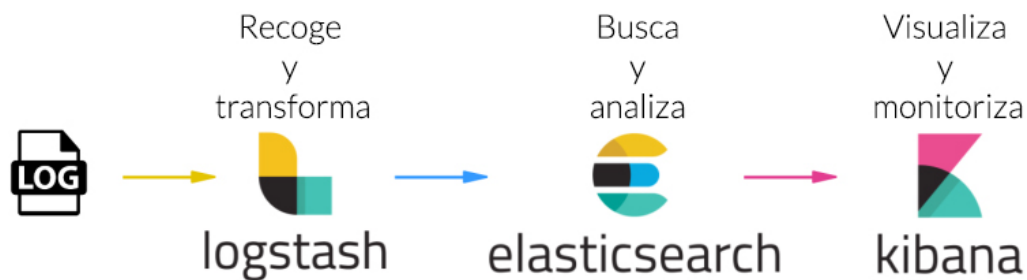 Recoge
y
transforma
Busca
y
analiza
Visualiza
y
monitoriza
LOG
logstash
elasticsearch
kibana